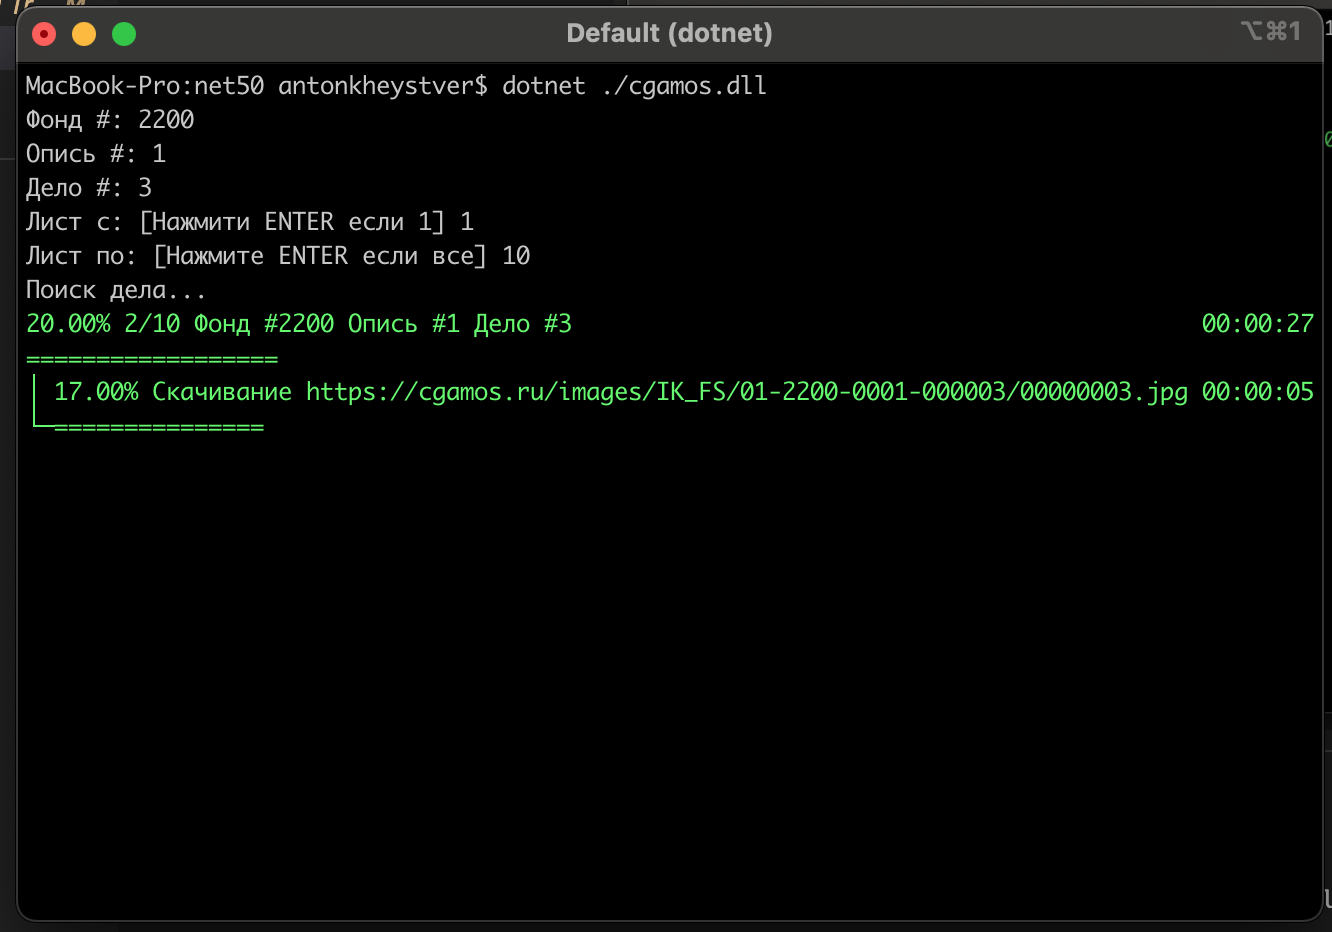 Default (dotnet) ⌥⌘1
MacBook-Pro:net50 antonkheystver$ dotnet ./cgamos.dll
Фонд #: 2200
Опись #: 1
Дело #: 3
Лист с: [Нажмити ENTER если 1] 1
Лист по: [Нажмите ENTER если все] 10
Поиск дела...
20.00% 2/10 Фонд #2200 Опись #1 Дело #3 00:00:27
==================
17.00% Скачивание https://cgamos.ru/images/IK_FS/01-2200-0001-000003/00000003.jpg 00:00:05
===============